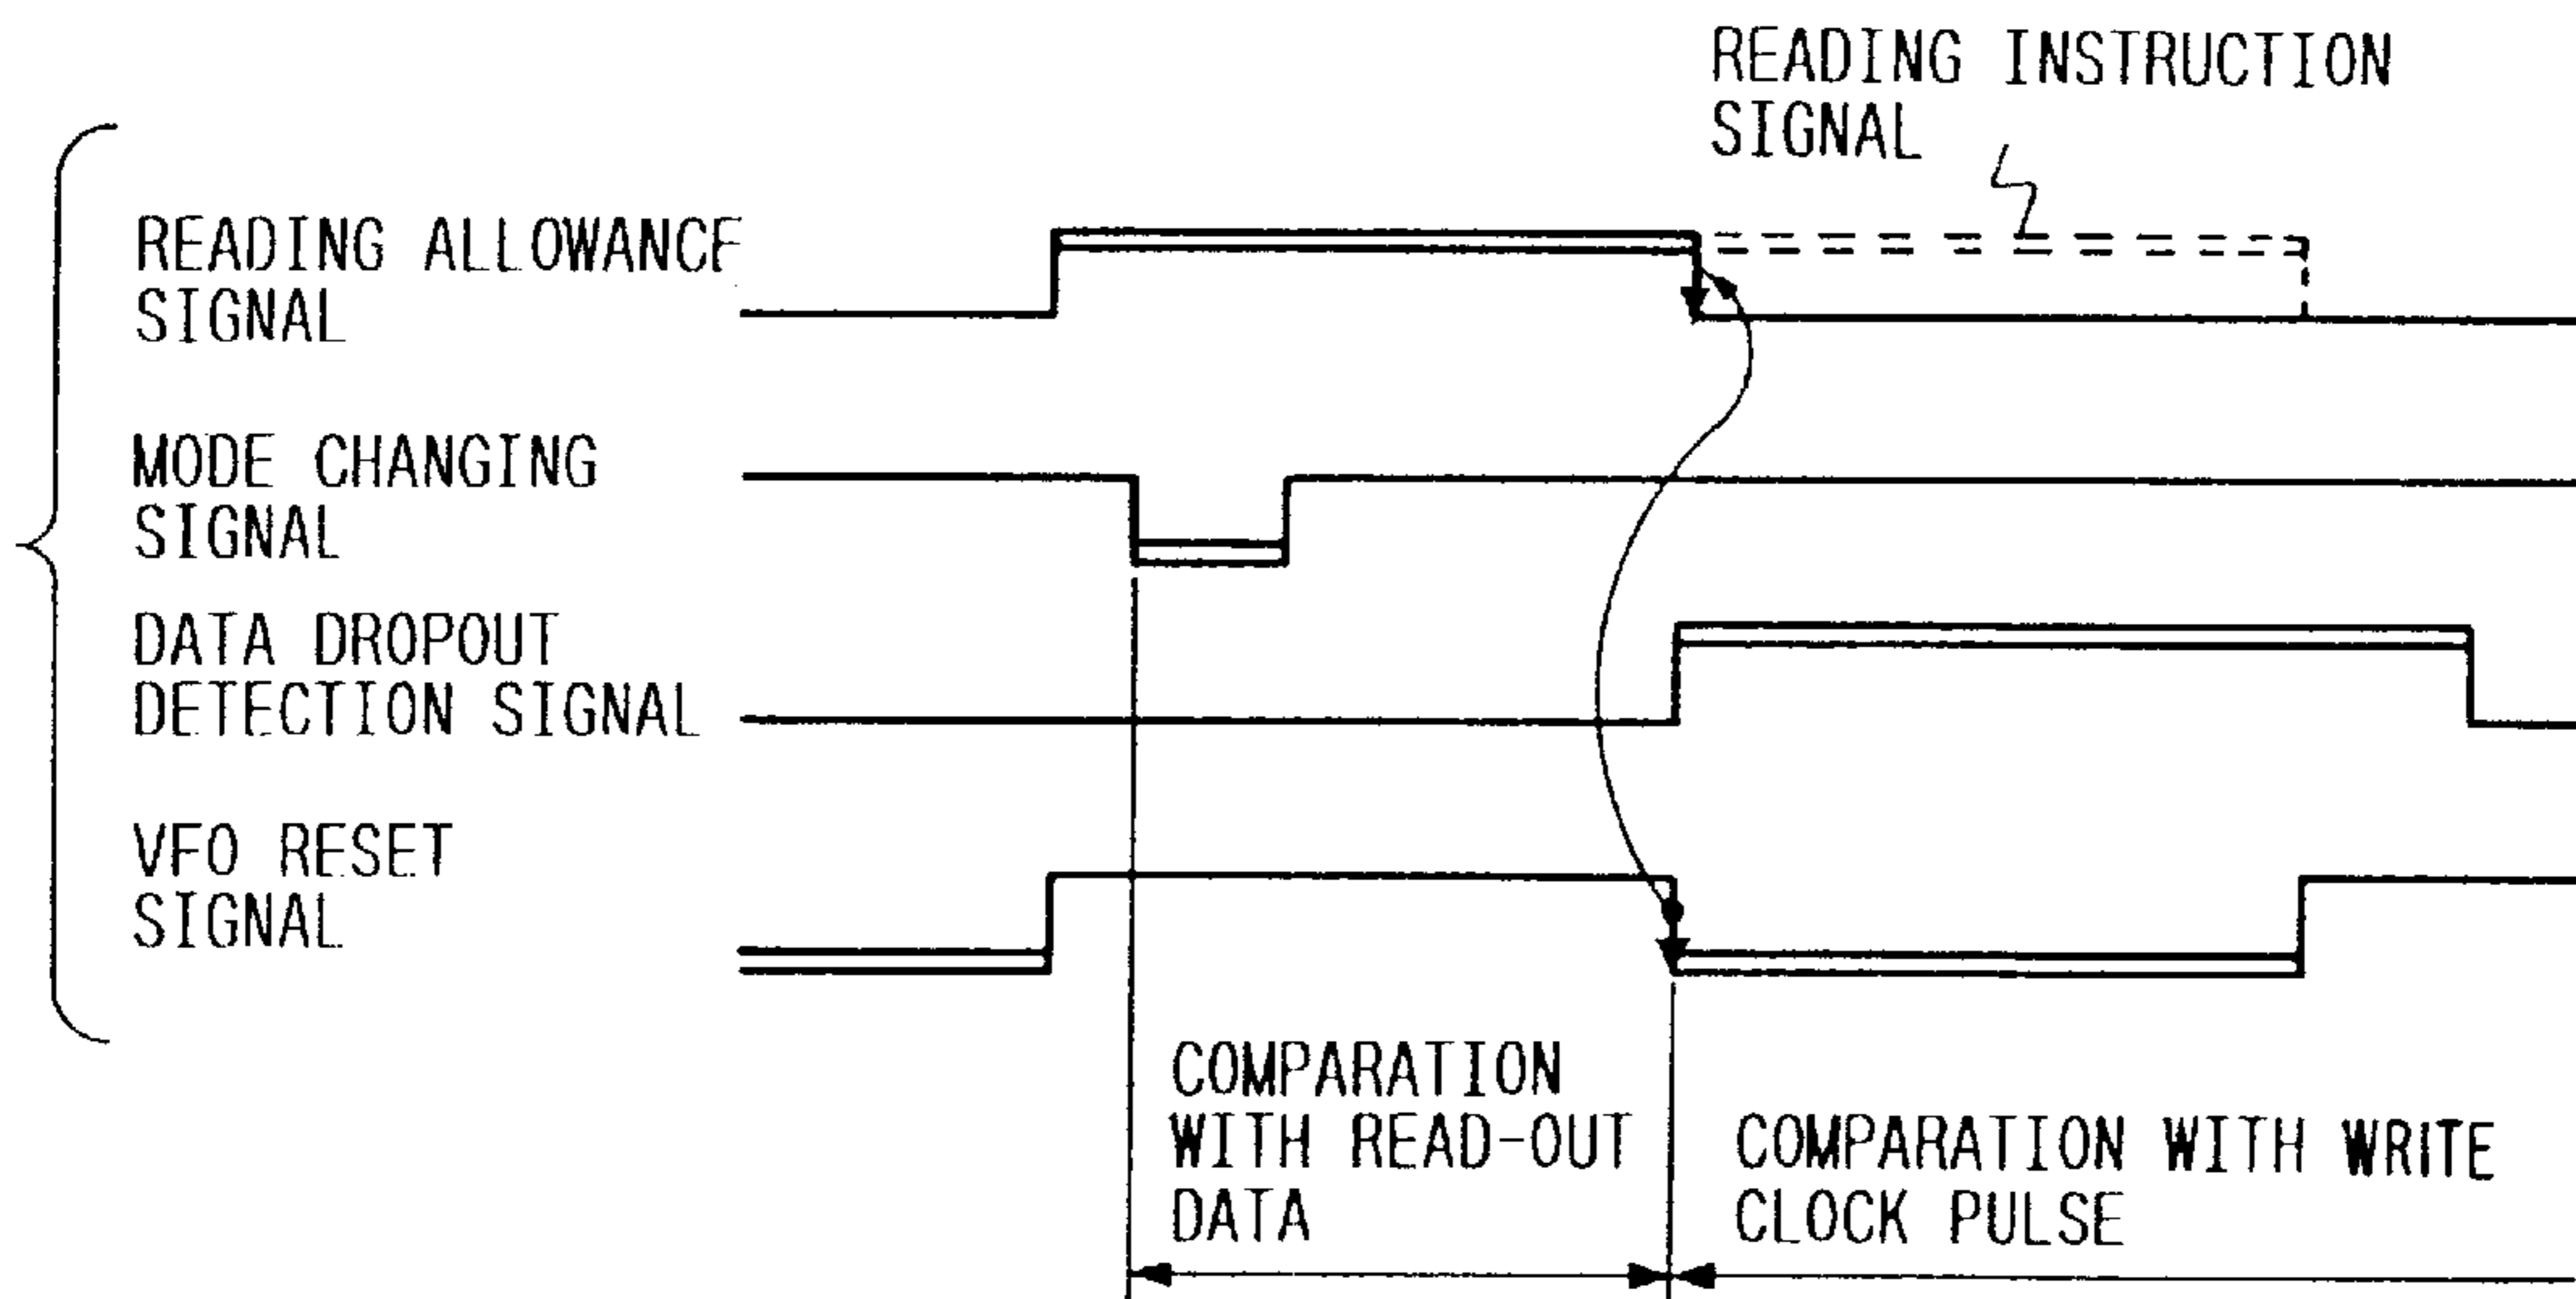 READING INSTRUCTION
SIGNAL
READING ALLOWANCE
SIGNAL
MODE CHANGING
SIGNAL
DATA DROPOUT
DETECTION SIGNAL
VFO RESET
SIGNAL
COMPARATION
WITH READ-OUT
DATA
COMPARATION WITH WRITE
CLOCK PULSE